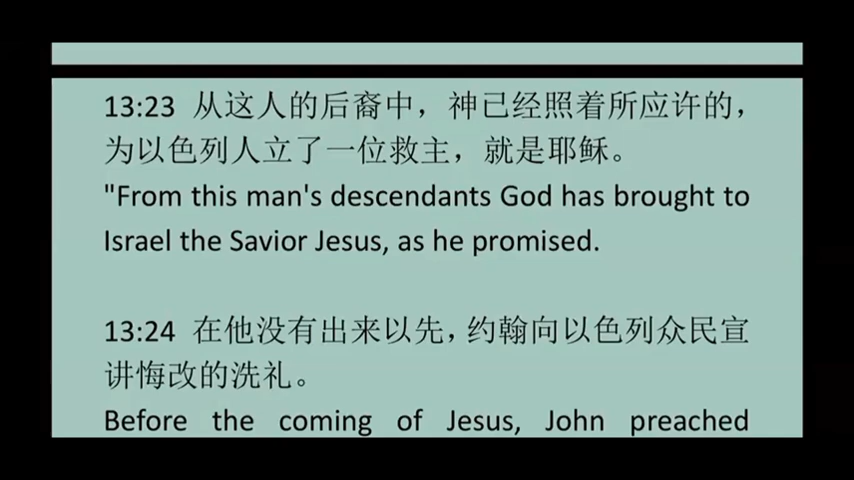 13:23 从这人的后裔中，神已经照着所应许的，
为以色列人立了一位救主，就是耶稣。
"From this man's descendants God has brought to
Israel the Savior Jesus, as he promised.
13:24 在他没有出来以先，约翰向以色列众民宣
讲悔改的洗礼。
Before the coming of Jesus, John preached